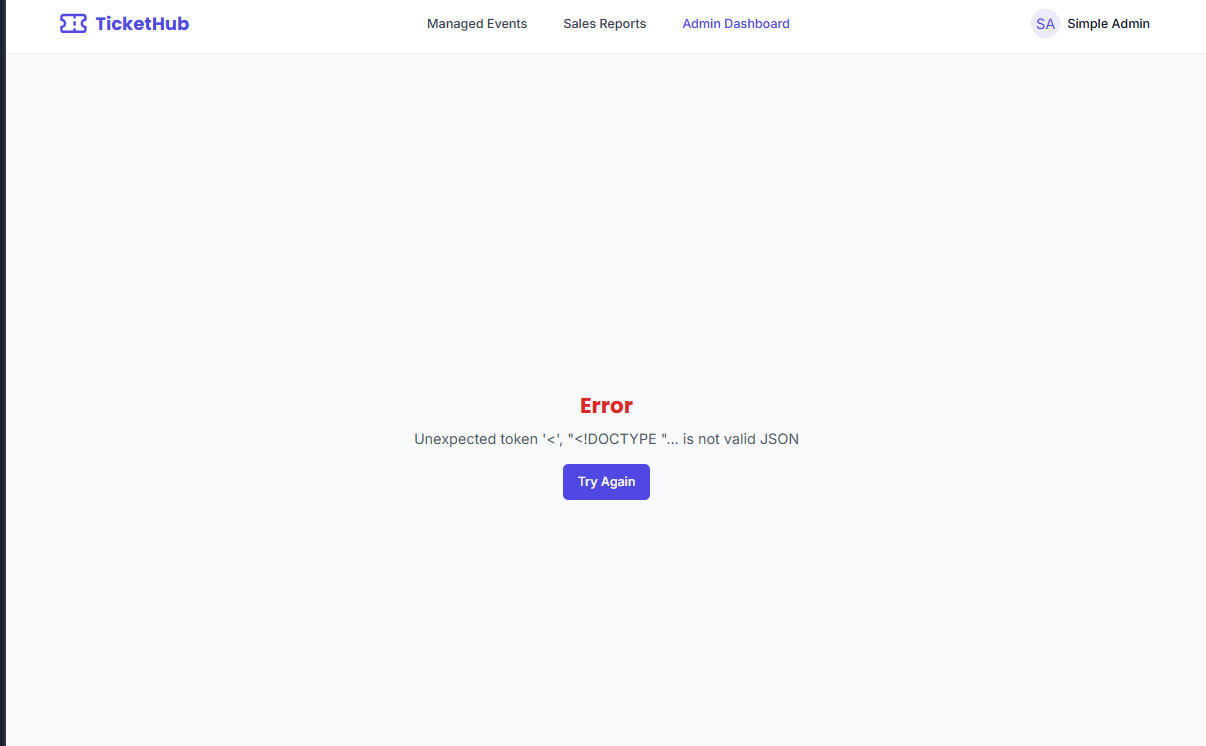 TicketHub
Managed Events
Sales Reports
Admin Dashboard
SA
Simple Admin
Error
Unexpected token '<', "<!DOCTYPE "... is not valid JSON
Try Again